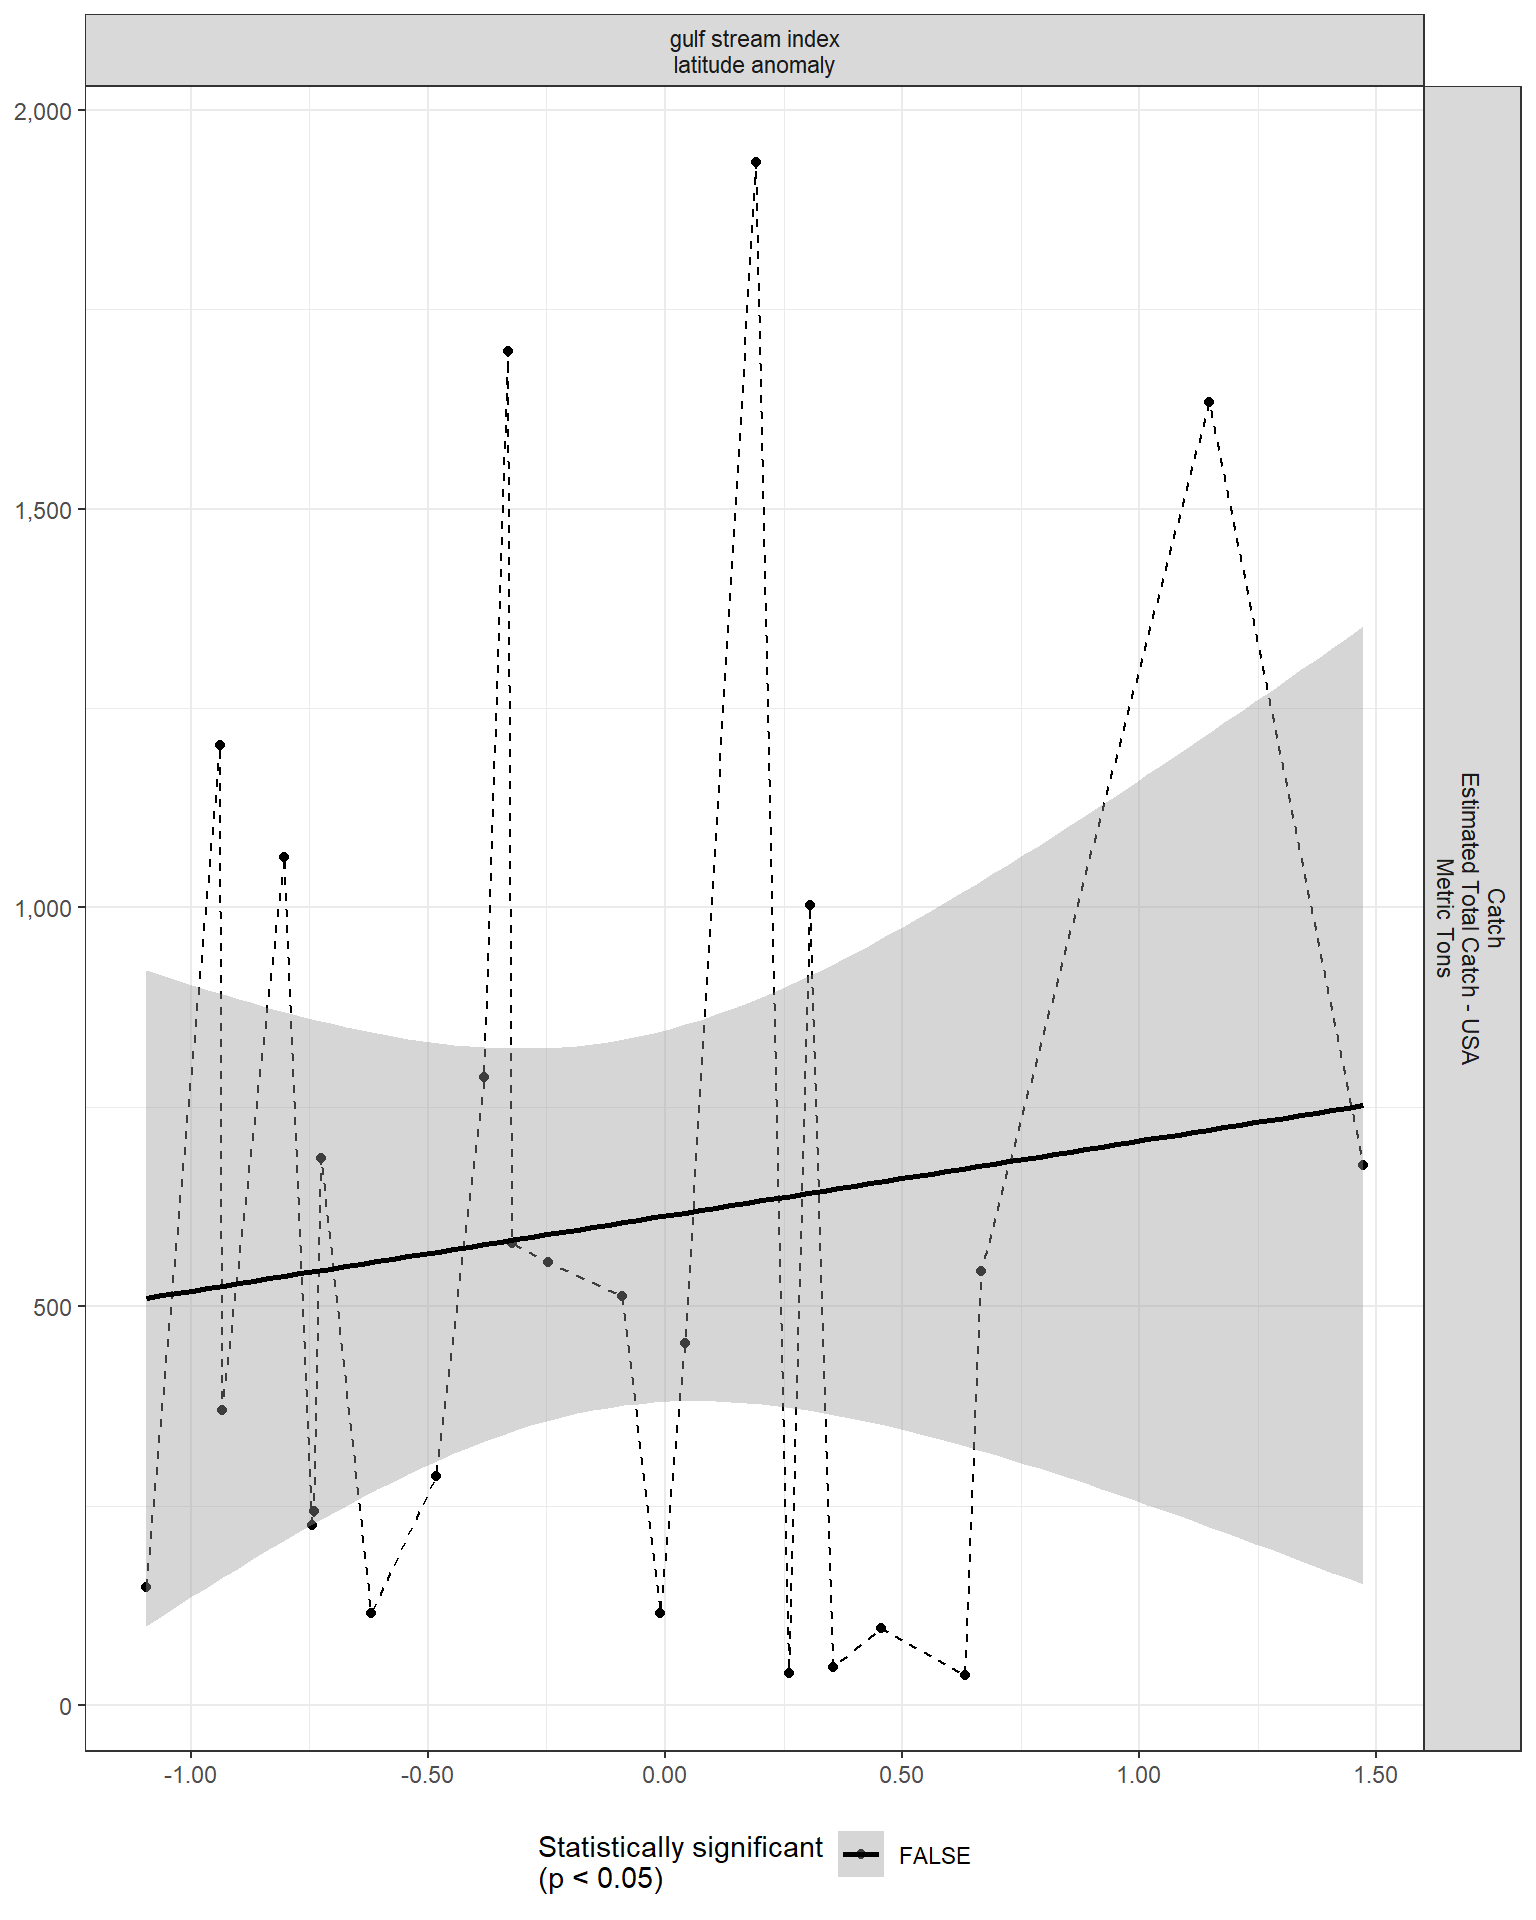 gulf stream index
latitude anomaly
2,000
1,500
1,000
500
0
Catch
Estimated Total Catch - USA
Metric Tons
-1.00
-0.50
0.00
0.50
1.00
1.50
Statistically significant
(p < 0.05)
FALSE